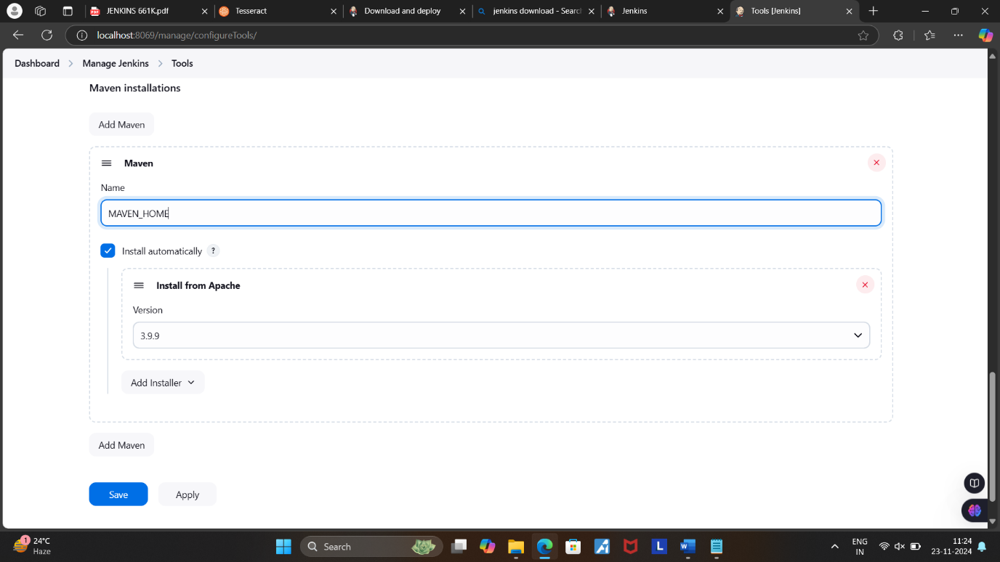 JENKINS 661K.pdf
Tesseract
Download and deploy
jenkins download - Search
Jenkins
Tools [Jenkins]
localhost:8069/manage/configureTools/
Dashboard Manage Jenkins Tools
Maven installations
Add Maven
Maven
Name
MAVEN_HOME
Install automatically ?
Install from Apache
Version
3.9.9
Add Installer
Add Maven
Save Apply
1
24°C
Haze
Search
ENG
IN
11:24
23-11-2024